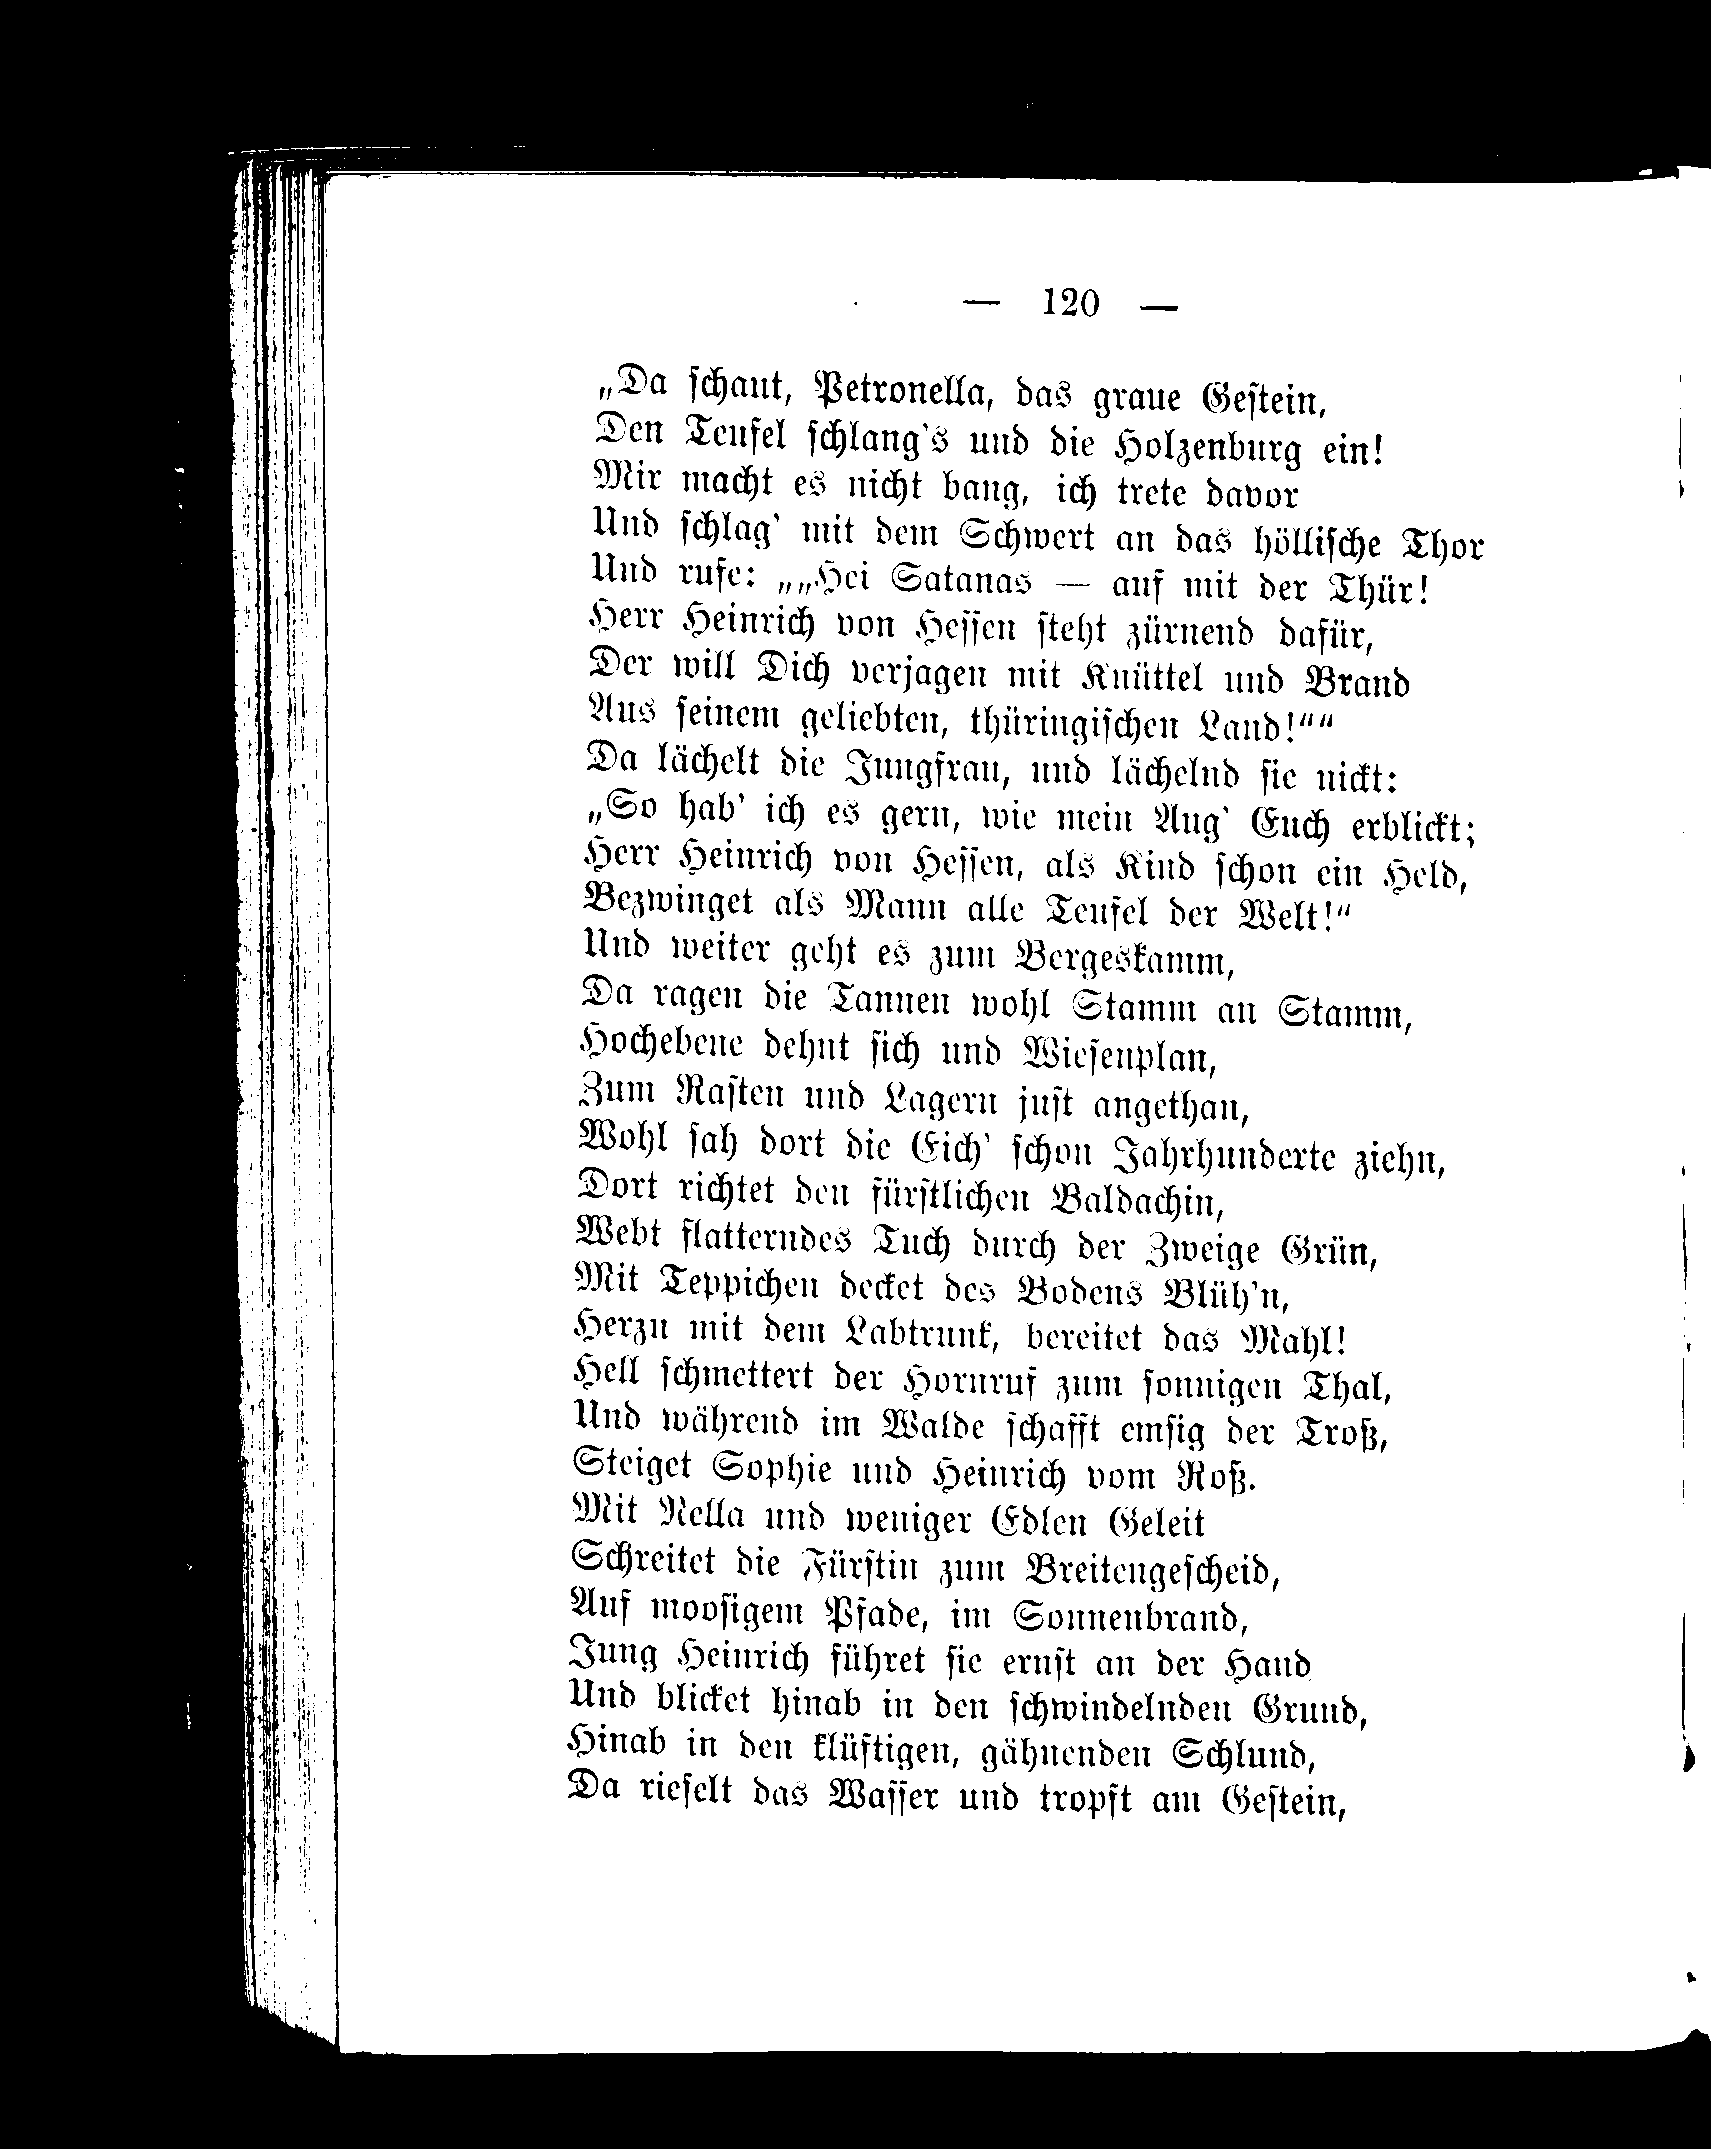 — 120 —
„Da schaut, Petronella, das graue Gestein,
Den Teufel schlang's und die Holzenburg ein!
Mir macht es nicht bang, ich trete davor
Und schlag' mit dem Schwert an das höllische Thor
Und rufe: „„Hei Satanas — auf mit der Thür!
Herr Heinrich von Hessen steht zürnend dafür,
Der will Dich verjagen mit Knüttel und Brand
Aus seinem geliebten, thüringischen Land!““
Da lächelt die Jungfrau, und lächelnd sie nickt:
„So hab' ich es gern, wie mein Aug' Euch erblickt;
Herr Heinrich von Hessen, als Kind schon ein Held,
Bezwinget als Mann alle Teufel der Welt!“
Und weiter geht es zum Bergeskamm,
Da ragen die Tannen wohl Stamm an Stamm,
Hochebene dehnt sich und Wiesenplan,
Zum Rasten und Lagern just angethan,
Wohl sah dort die Eich' schon Jahrhunderte ziehn,
Dort richtet den fürstlichen Baldachin,
Webt flatterndes Tuch durch der Zweige Grün,
Mit Teppichen decket des Bodens Blüh'n,
Herzu mit dem Labtrunk, bereitet das Mahl!
Hell schmettert der Hornruf zum sonnigen Thal,
Und während im Walde schafft emsig der Troß,
Steiget Sophie und Heinrich vom Roß.
Mit Nella und weniger Edlen Geleit
Schreitet die Fürstin zum Breitengescheid,
Auf moosigem Pfade, im Sonnenbrand,
Jung Heinrich führet sie ernst an der Hand
Und blicket hinab in den schwindelnden Grund,
Hinab in den klüftigen, gähnenden Schlund,
Da rieselt das Wasser und tropft am Gestein,